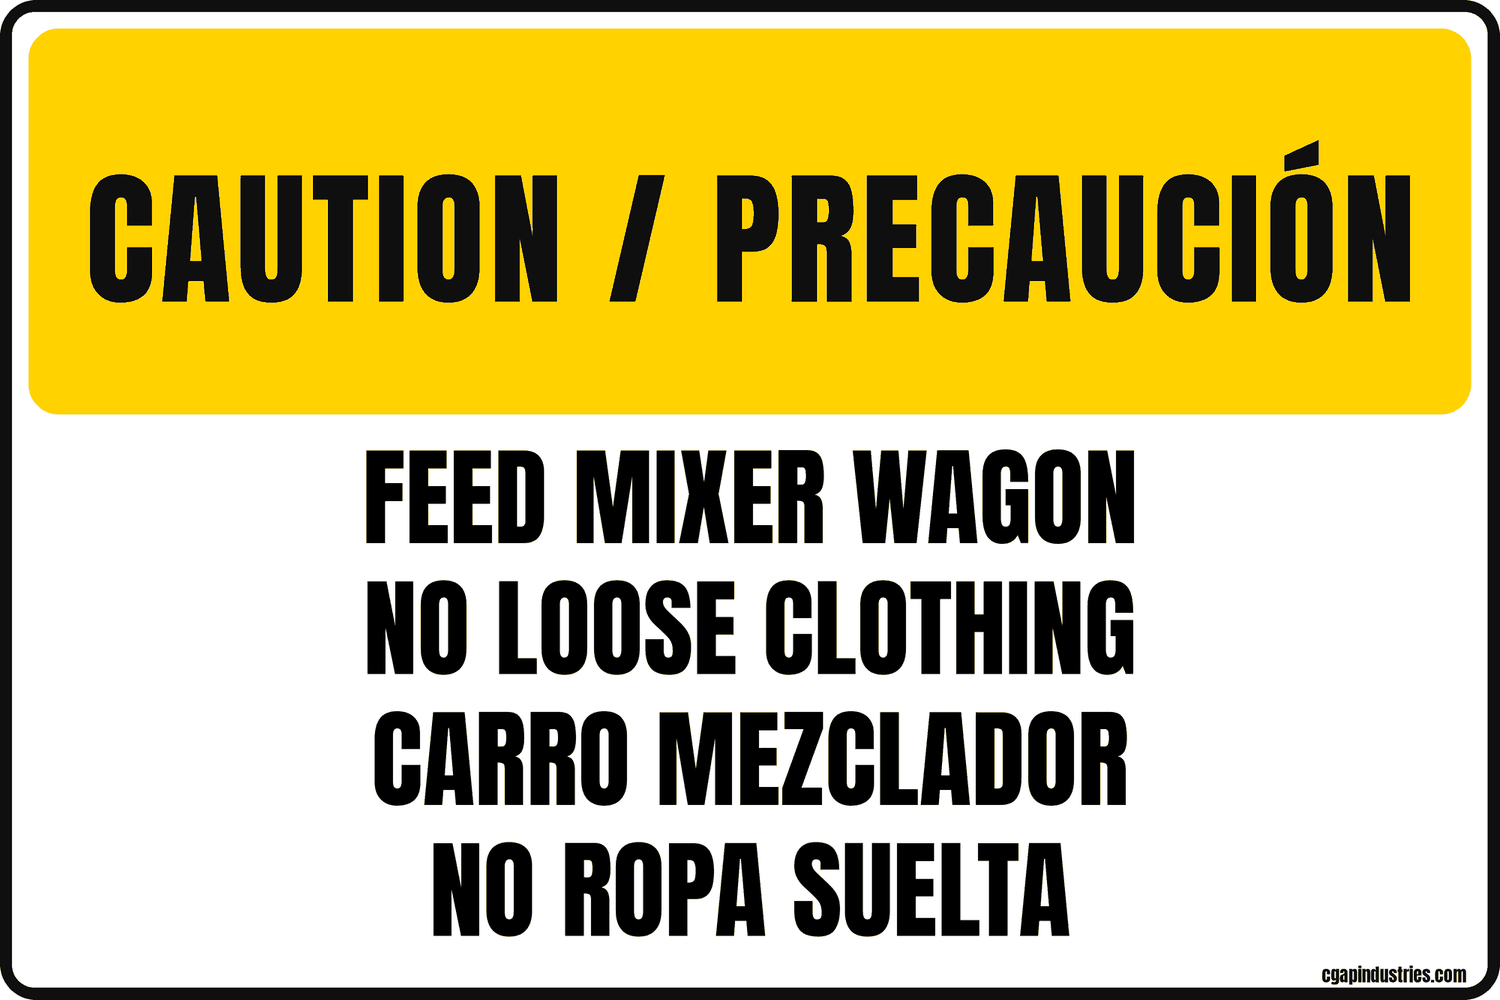 CAUTION / PRECAUCIÓN
FEED MIXER WAGON
NO LOOSE CLOTHING
CARRO MEZCLADOR
NO ROPA SUELTA
cgapindustries.com